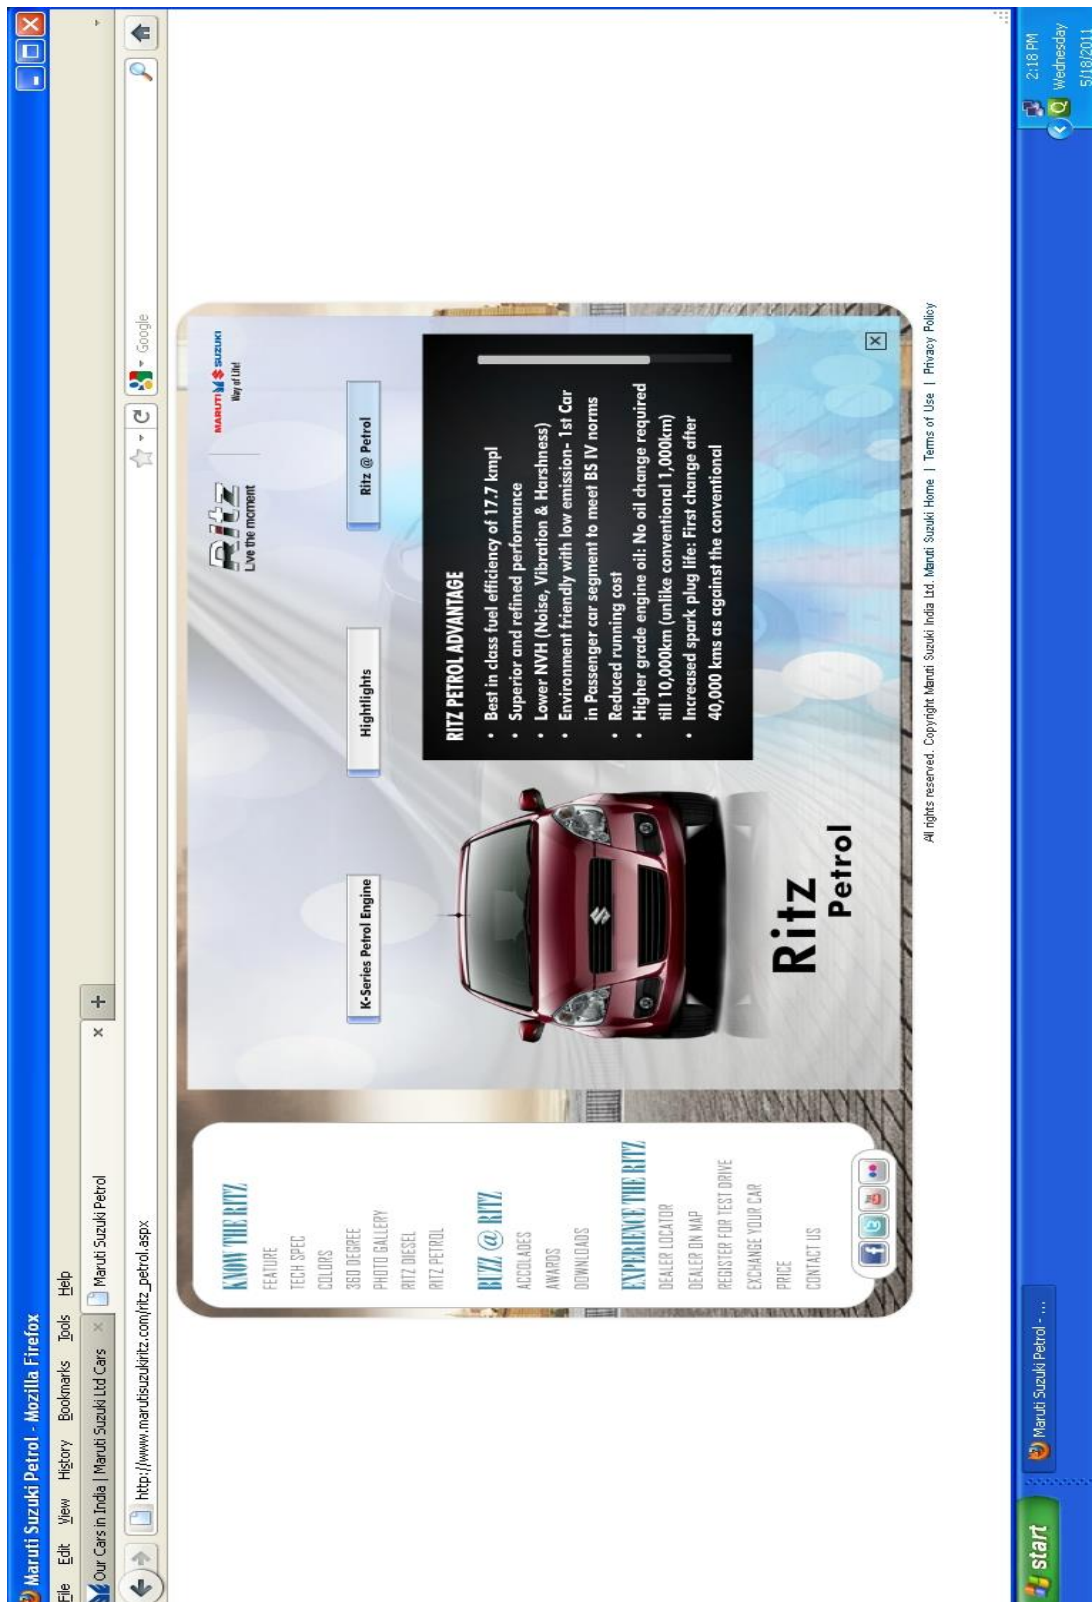 Maruti Suzuki Petrol - Mozilla Firefox
File Edit View History Bookmarks Tools Help
Our Cars in India | Maruti Suzuki Ltd Cars
Maruti Suzuki Petrol
http://www.marutisuzukiritz.com/ritz_petrol.aspx
Google
KNOW THE RITZ
FEATURE
TECH SPEC
COLORS
360 DEGREE
PHOTO GALLERY
RITZ DIESEL
RITZ PETROL
BUZZ @ RITZ
ACCOLADES
AWARDS
DOWNLOADS
EXPERIENCE THE RITZ
DEALER LOCATOR
DEALER ON MAP
REGISTER FOR TEST DRIVE
EXCHANGE YOUR CAR
PRICE
CONTACT US
Ritz
Live the moment
MARUTI SUZUKI
Way of Life!
K-Series Petrol Engine
Hightlights
Ritz @ Petrol
RITZ PETROL ADVANTAGE
• Best in class fuel efficiency of 17.7 kmpl
• Superior and refined performance
• Lower NVH (Noise, Vibration & Harshness)
• Environment friendly with low emission- 1st Car
in Passenger car segment to meet BS IV norms
• Reduced running cost
• Higher grade engine oil: No oil change required
till 10,000km (unlike conventional 1,000km)
• Increased spark plug life: First change after
40,000 kms as against the conventional
Ritz
Petrol
All rights reserved. Copyright Maruti Suzuki India Ltd. Maruti Suzuki Home | Terms of Use | Privacy Policy
start
Maruti Suzuki Petrol - ...
2:18 PM
Wednesday
5/18/2011